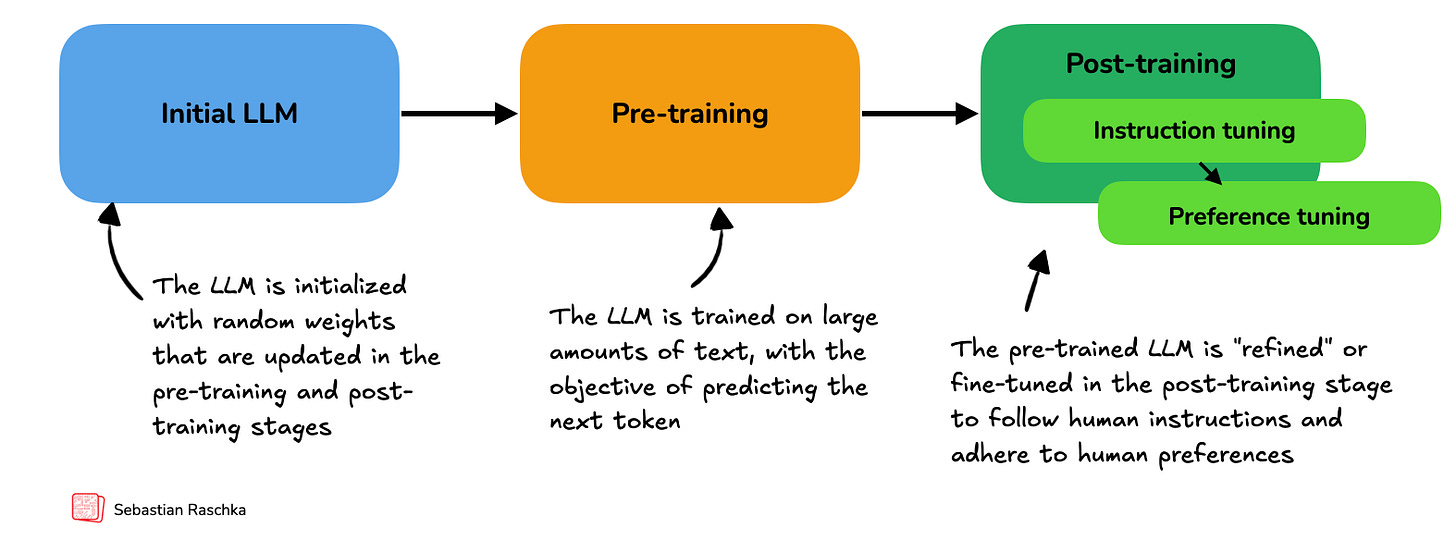 Initial LLM
Pre-training
Post-training
Instruction tuning
Preference tuning
The LLM is initialized
with random weights
that are updated in the
pre-training and post-
training stages
The LLM is trained on large
amounts of text, with the
objective of predicting the
next token
The pre-trained LLM is "refined" or
fine-tuned in the post-training stage
to follow human instructions and
adhere to human preferences
Sebastian Raschka